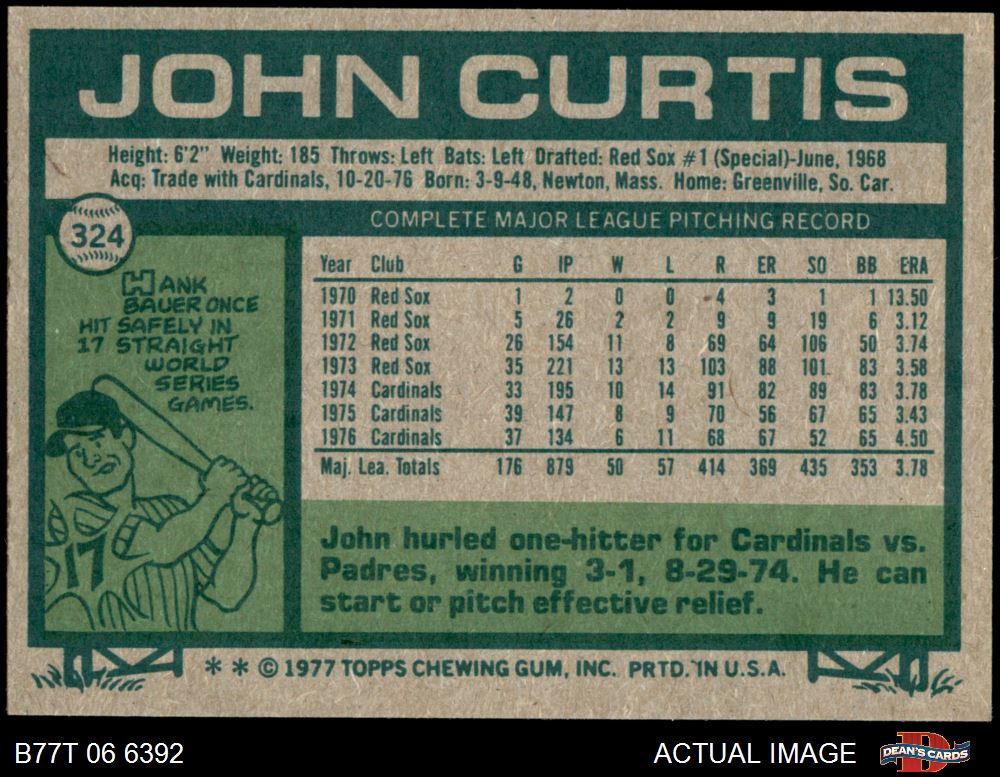 JOHN CURTIS
Height: 6'2" Weight: 185 Throws: Left Bats: Left Drafted: Red Sox #1 (Special)-June, 1968
Acq: Trade with Cardinals, 10-20-76 Born: 3-9-48, Newton, Mass. Home: Greenville, So. Car.
324
COMPLETE MAJOR LEAGUE PITCHING RECORD
HANK
BAUER ONCE
HIT SAFELY IN
17 STRAIGHT
WORLD
SERIES
GAMES.
17
Year Club G IP W L R ER SO BB ERA
1970 Red Sox 1 2 0 0 4 3 1 1 13.50
1971 Red Sox 5 26 2 2 9 9 19 6 3.12
1972 Red Sox 26 154 11 8 69 64 106 50 3.74
1973 Red Sox 35 221 13 13 103 88 101 83 3.58
1974 Cardinals 33 195 10 14 91 82 89 83 3.78
1975 Cardinals 39 147 8 9 70 56 67 65 3.43
1976 Cardinals 37 134 6 11 68 67 52 65 4.50
Maj. Lea. Totals 176 879 50 57 414 369 435 353 3.78
John hurled one-hitter for Cardinals vs.
Padres, winning 3-1, 8-29-74. He can
start or pitch effective relief.
** © 1977 TOPPS CHEWING GUM, INC. PRTD. IN U.S.A.
B77T 06 6392
ACTUAL IMAGE
DEAN'S CARDS